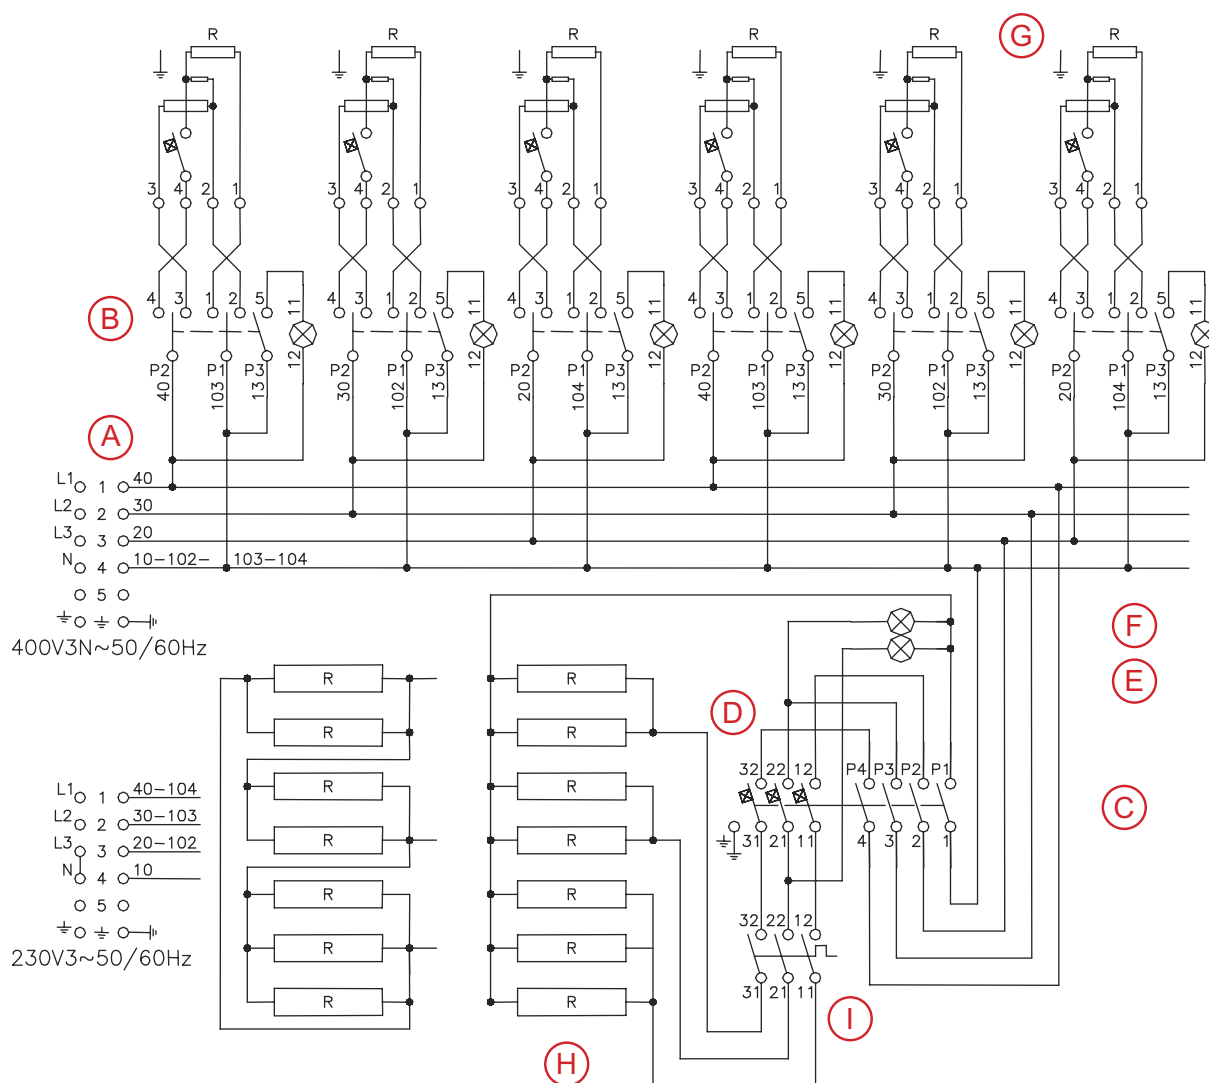 R R R R R G R
3 4 2 1 3 4 2 1 3 4 2 1 3 4 2 1 3 4 2 1 3 4 2 1
B 4 3 1 2 5 11 4 3 1 2 5 11 4 3 1 2 5 11 4 3 1 2 5 11 4 3 1 2 5 11 4 3 1 2 5 11
P2 P1 P3 12 P2 P1 P3 12 P2 P1 P3 12 P2 P1 P3 12 P2 P1 P3 12 P2 P1 P3 12
40 103 13 30 102 13 20 104 13 40 103 13 30 102 13 20 104 13
A
L1 1 40
L2 2 30
L3 3 20
N 4 10-102- 103-104
5
400V3N~50/60Hz
F
E
R R
D
R R
32 22 12 P4 P3 P2 P1
R R
C
L1 1 40-104
L2 2 30-103
R R
31 21 11 4 3 2 1
L3 3 20-102
N 4 10
R R
5
32 22 12
R R
230V3~50/60Hz
31 21 11
R R
I
H